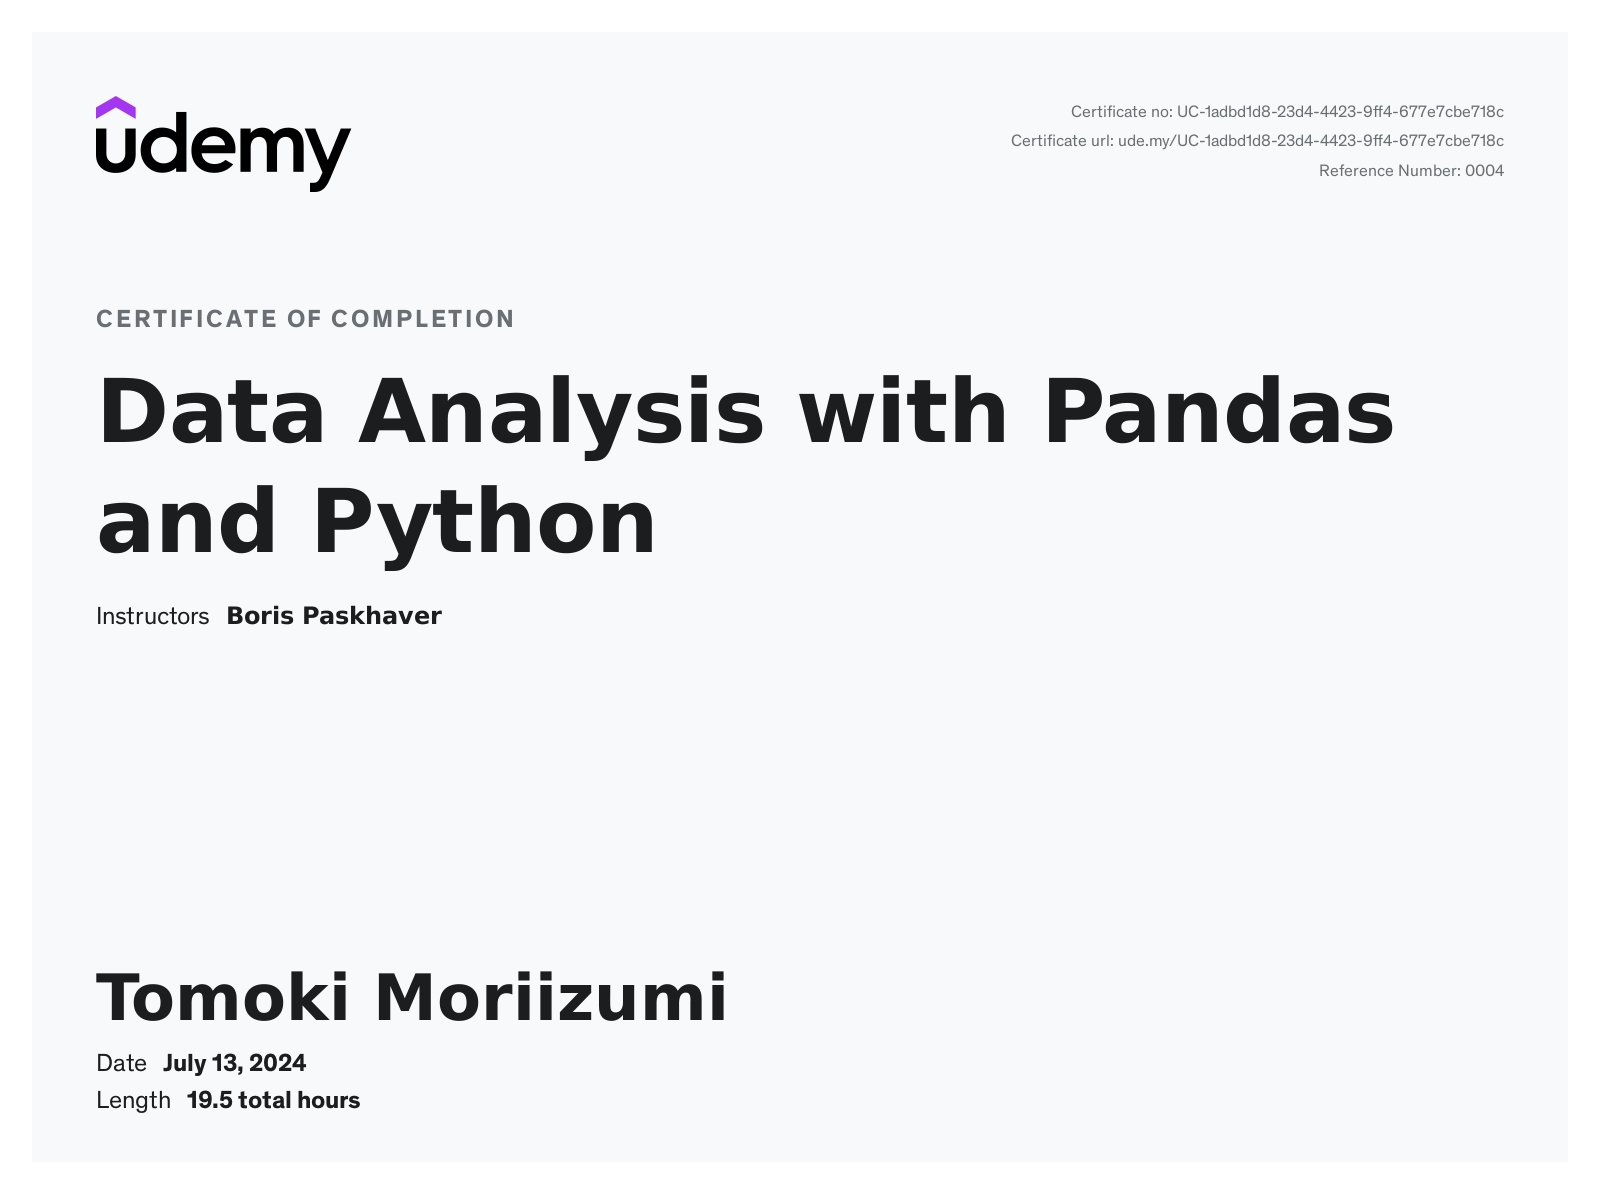 udemy
Certificate no: UC-1adbd1d8-23d4-4423-9ff4-677e7cbe718c
Certificate url: ude.my/UC-1adbd1d8-23d4-4423-9ff4-677e7cbe718c
Reference Number: 0004
CERTIFICATE OF COMPLETION
Data Analysis with Pandas
and Python
Instructors Boris Paskhaver
Tomoki Moriizumi
Date July 13, 2024
Length 19.5 total hours